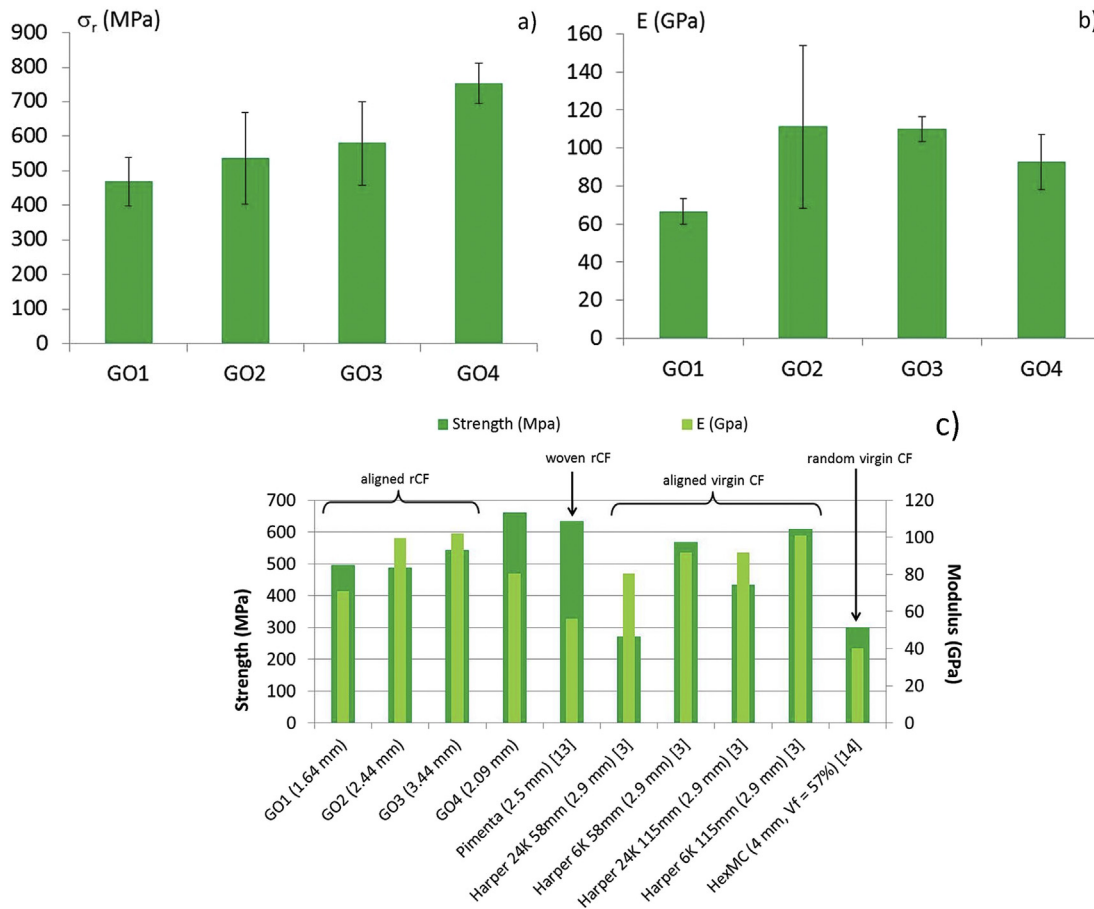 σr (MPa)
a)
900
800
700
600
500
400
300
200
100
0
GO1 GO2 GO3 GO4
E (GPa)
b)
160
140
120
100
80
60
40
20
0
GO1 GO2 GO3 GO4
Strength (Mpa) E (Gpa)
c)
woven rCF
random virgin CF
aligned rCF
aligned virgin CF
Strength (MPa)
700
600
500
400
300
200
100
0
120
100
80
60
40
20
0
Modulus (GPa)
GO1 (1.64 mm)
GO2 (2.44 mm)
GO3 (3.44 mm)
GO4 (2.09 mm)
Pimenta (2.5 mm) [13]
Harper 24K 58mm (2.9 mm) [3]
Harper 6K 58mm (2.9 mm) [3]
Harper 24K 115mm (2.9 mm) [3]
Harper 6K 115mm (2.9 mm) [3]
HexMC (4 mm, Vf = 57%) [14]